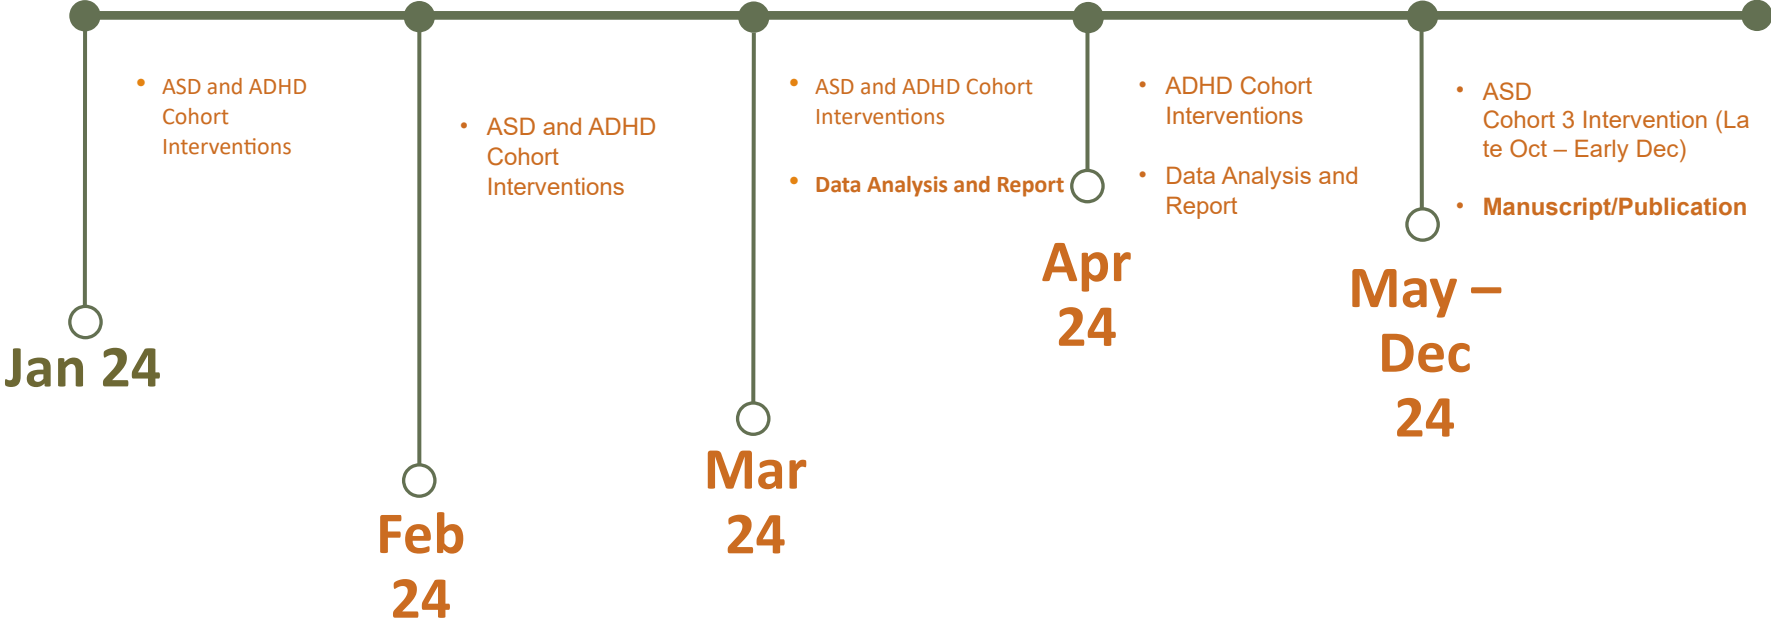 • ASD and ADHD
Cohort
Interventions
Jan 24
• ASD and ADHD
Cohort
Interventions
Feb
24
• ASD and ADHD Cohort
Interventions
• Data Analysis and Report
Mar
24
• ADHD Cohort
Interventions
• Data Analysis and
Report
Apr
24
• ASD
Cohort 3 Intervention (La
te Oct – Early Dec)
• Manuscript/Publication
May –
Dec
24